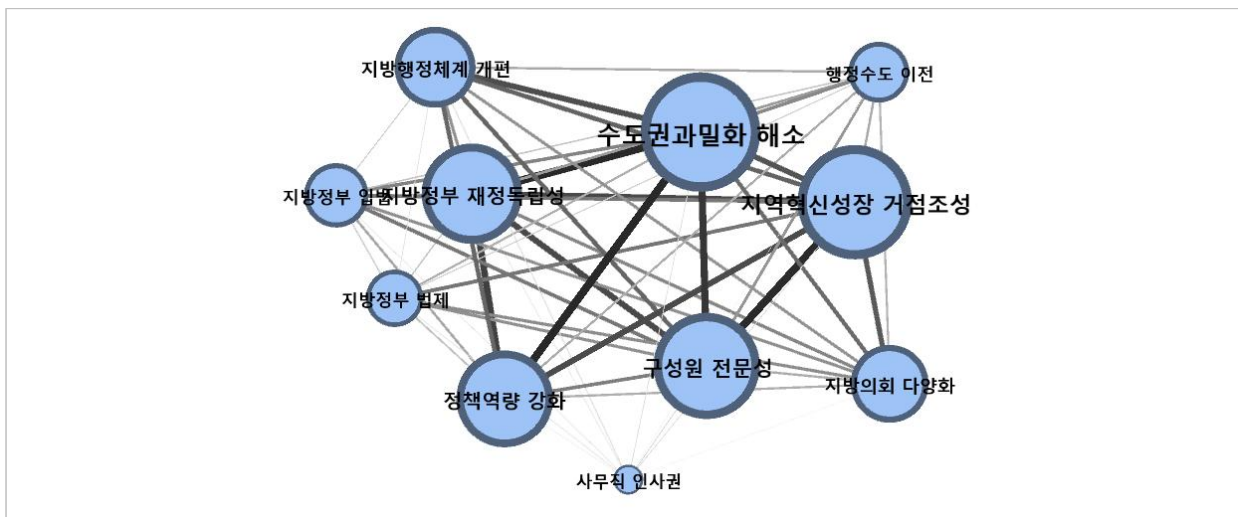 지방행정체계 개편
행정수도 이전
수도권과밀화 해소
지방정부
지방정부 재정독립성
지역혁신성장 거점조성
지방정부 법제
구성원 전문성
정책역량 강화
지방의회 다양화
사무직 인사권